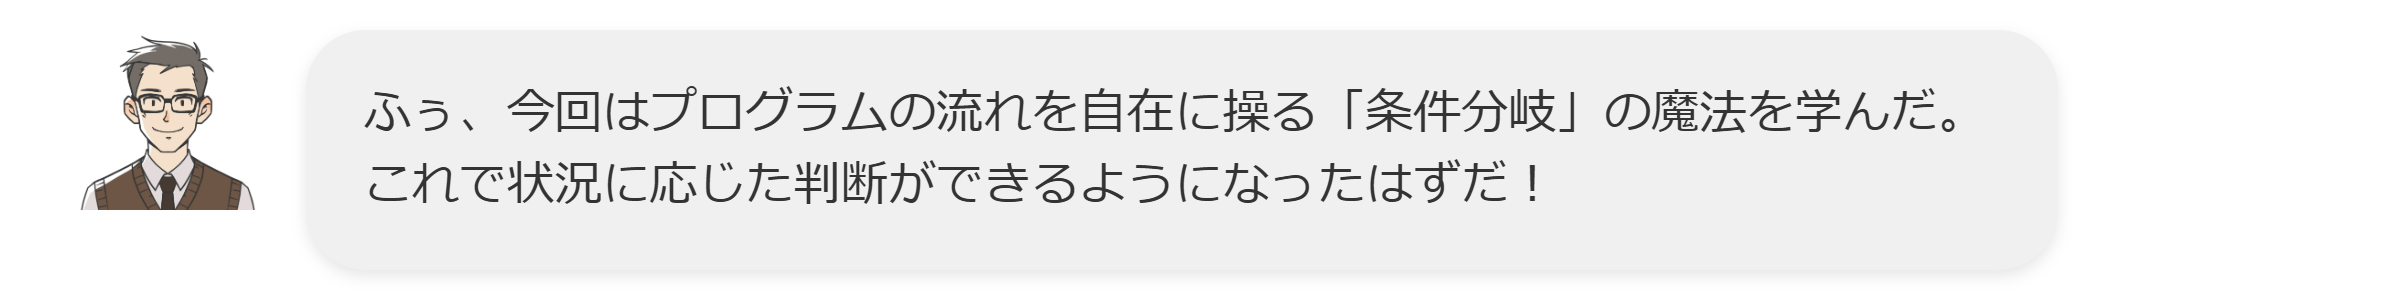 ふぅ、今回はプログラムの流れを自在に操る「条件分岐」の魔法を学んだ。
これで状況に応じた判断ができるようになったはずだ！